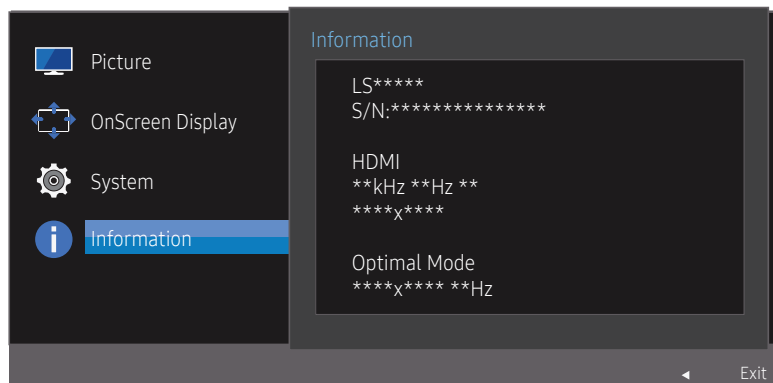 Picture
OnScreen Display
System
Information
Information
LS*****
S/N:***************
HDMI
**kHz **Hz **
****x****
Optimal Mode
****x**** **Hz
Exit